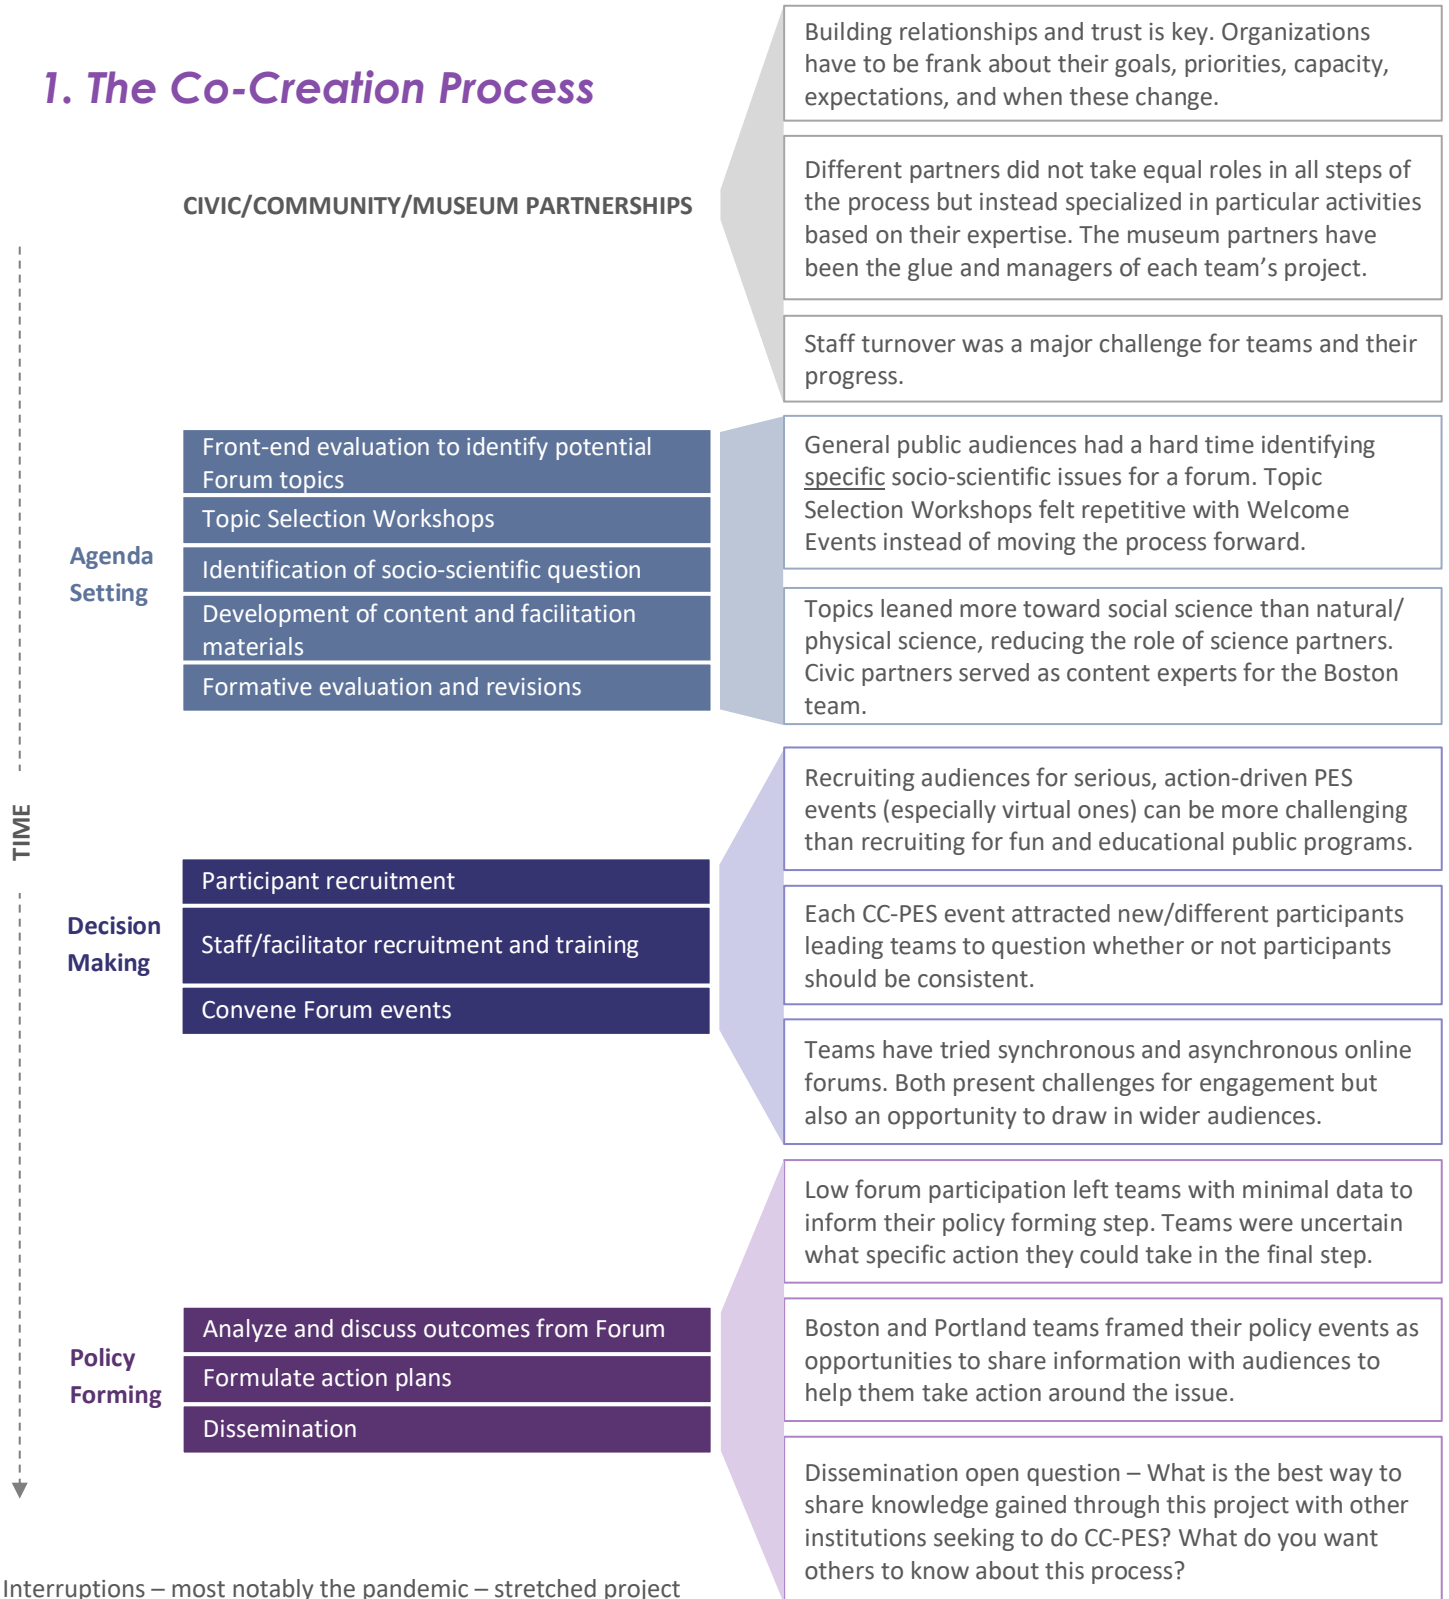 1. The Co-Creation Process
CIVIC/COMMUNITY/MUSEUM PARTNERSHIPS
Building relationships and trust is key. Organizations
have to be frank about their goals, priorities, capacity,
expectations, and when these change.
Different partners did not take equal roles in all steps of
the process but instead specialized in particular activities
based on their expertise. The museum partners have
been the glue and managers of each team’s project.
Staff turnover was a major challenge for teams and their
progress.
TIME
Agenda
Setting
Front-end evaluation to identify potential
Forum topics
Topic Selection Workshops
Identification of socio-scientific question
Development of content and facilitation
materials
Formative evaluation and revisions
General public audiences had a hard time identifying
specific socio-scientific issues for a forum. Topic
Selection Workshops felt repetitive with Welcome
Events instead of moving the process forward.
Topics leaned more toward social science than natural/
physical science, reducing the role of science partners.
Civic partners served as content experts for the Boston
team.
Decision
Making
Participant recruitment
Staff/facilitator recruitment and training
Convene Forum events
Recruiting audiences for serious, action-driven PES
events (especially virtual ones) can be more challenging
than recruiting for fun and educational public programs.
Each CC-PES event attracted new/different participants
leading teams to question whether or not participants
should be consistent.
Teams have tried synchronous and asynchronous online
forums. Both present challenges for engagement but
also an opportunity to draw in wider audiences.
Policy
Forming
Analyze and discuss outcomes from Forum
Formulate action plans
Dissemination
Low forum participation left teams with minimal data to
inform their policy forming step. Teams were uncertain
what specific action they could take in the final step.
Boston and Portland teams framed their policy events as
opportunities to share information with audiences to
help them take action around the issue.
Dissemination open question – What is the best way to
share knowledge gained through this project with other
institutions seeking to do CC-PES? What do you want
others to know about this process?
Interruptions – most notably the pandemic – stretched project